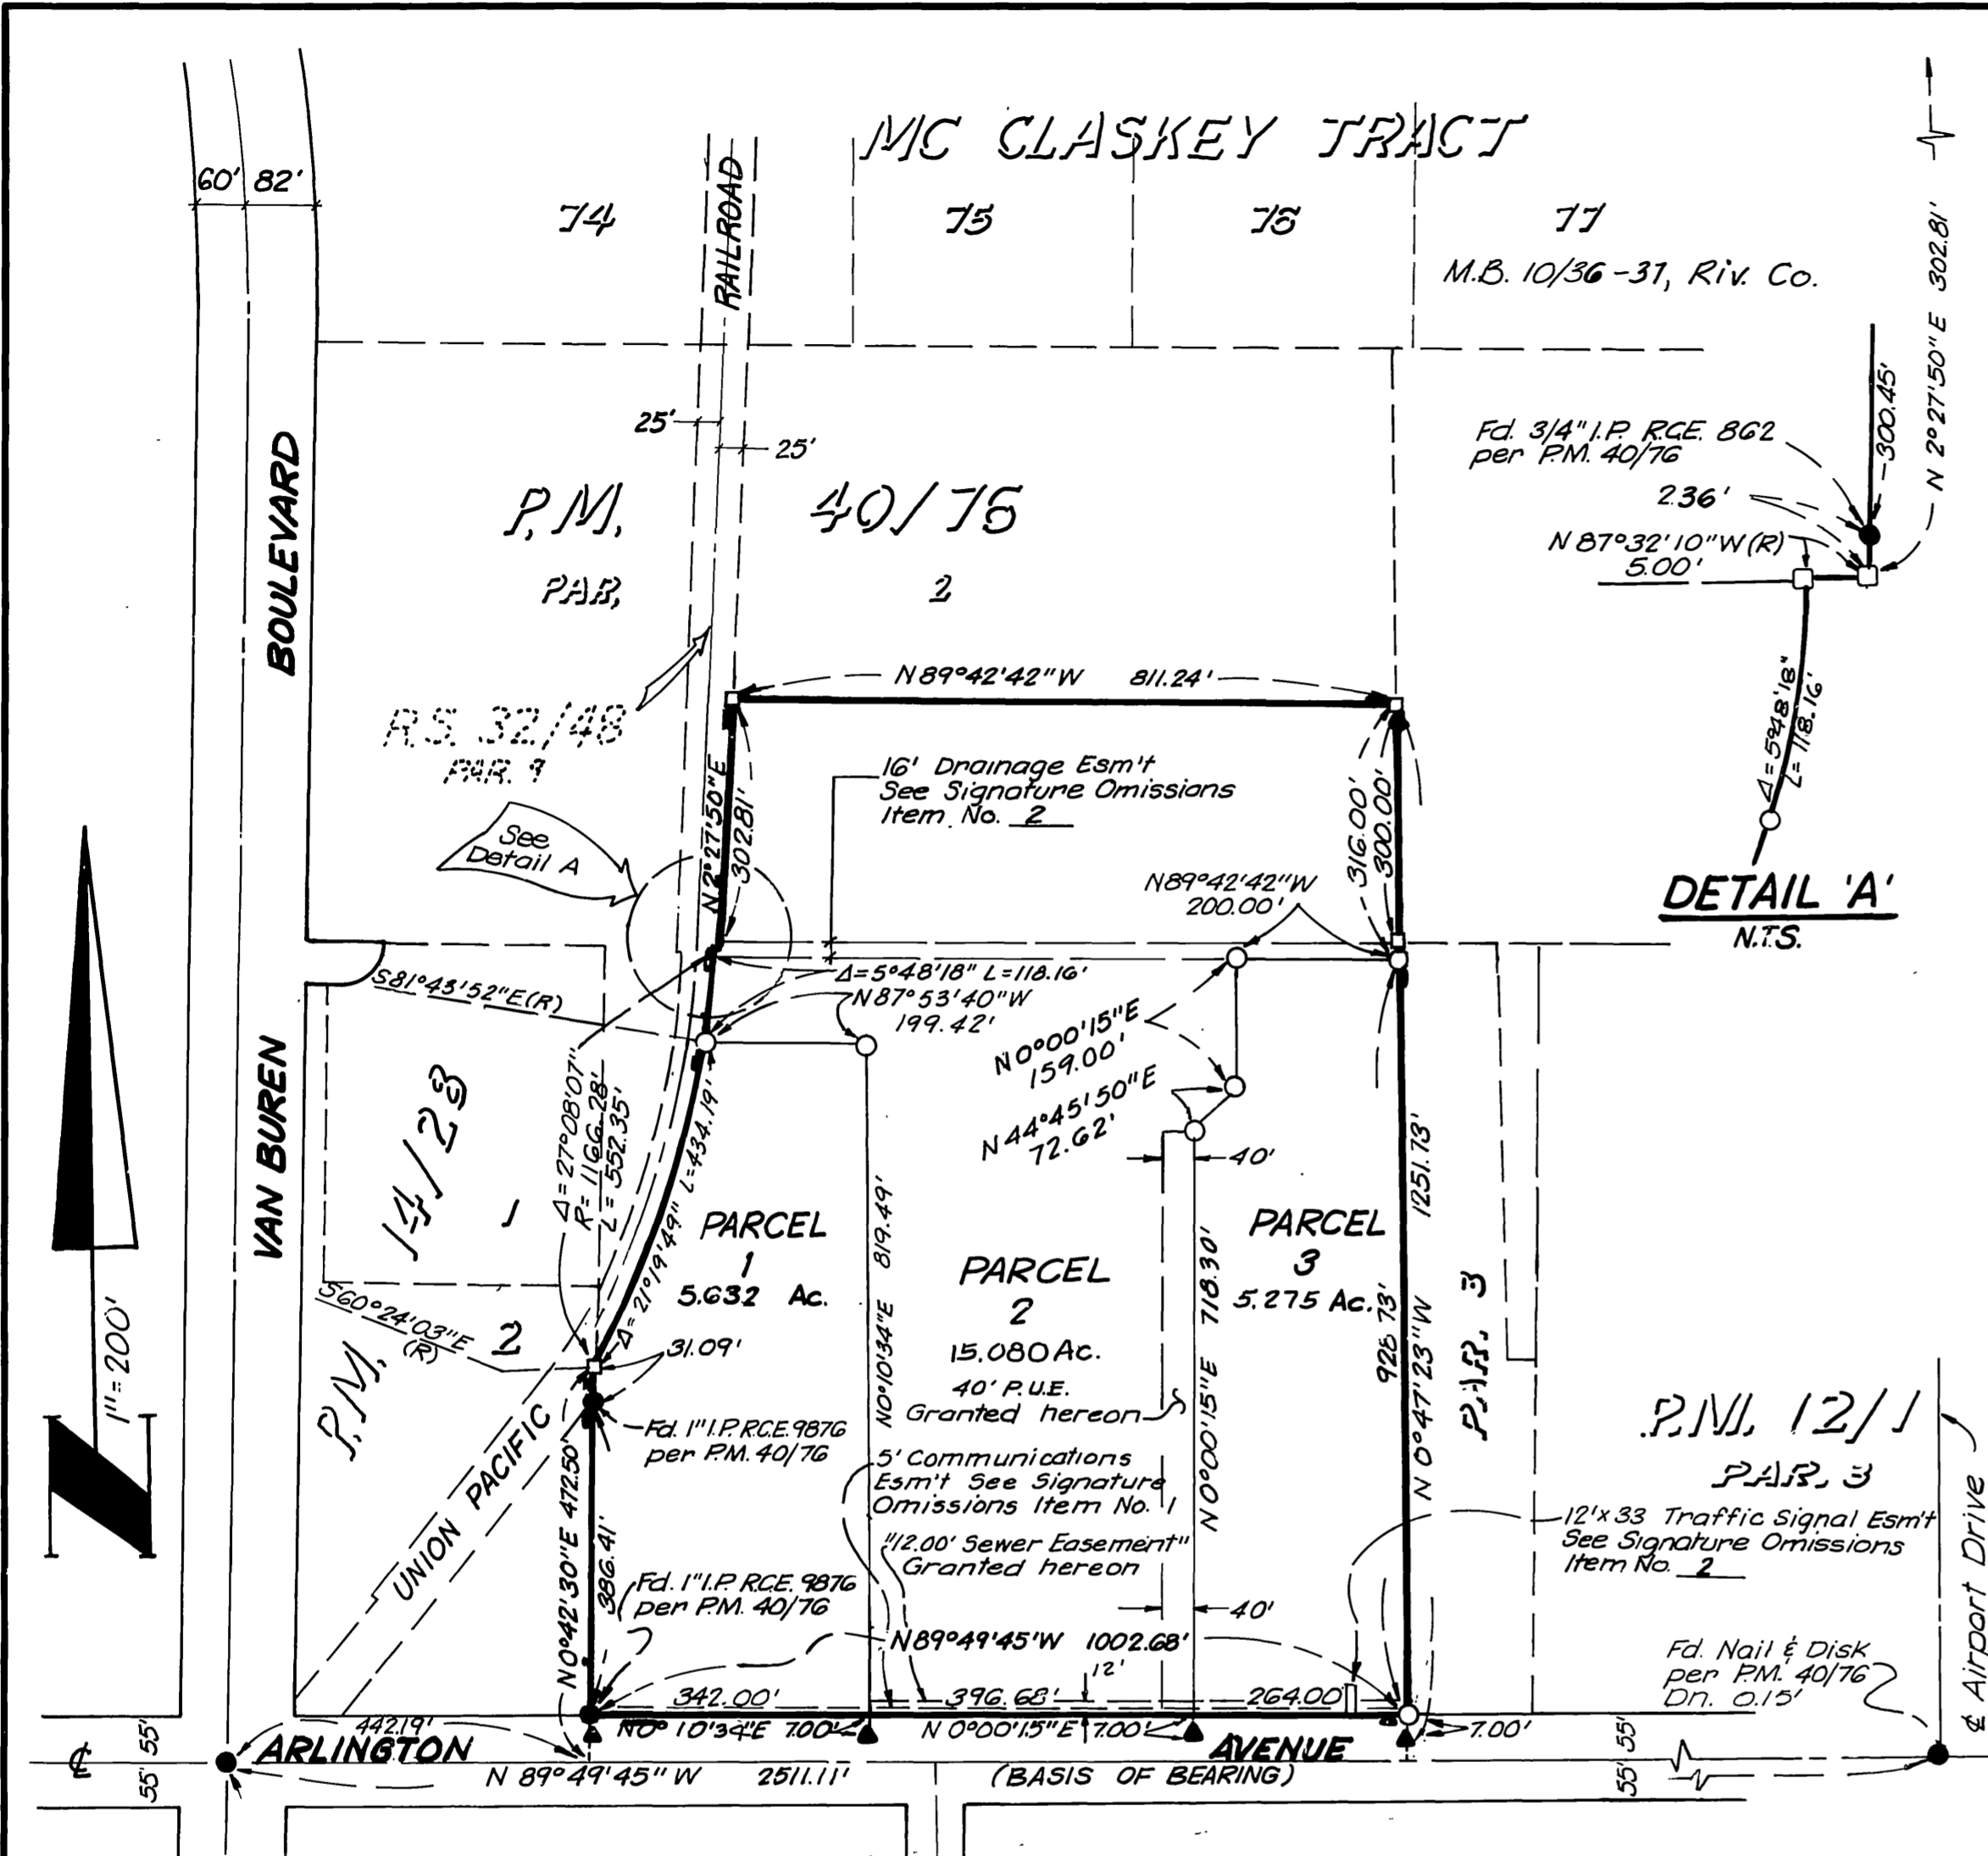 MC CLASKEY TRACT
60' 82'
74
RAILROAD
75
76
77
M.B. 10/36-37, Riv. Co.
N 2°27'50"E 302.81'
300.45'
Fd. 3/4" I.P. R.C.E. 862
per P.M. 40/76
2.36'
N 87°32'10"W (R)
5.00'
Δ=5°48'18"
L=118.16'
DETAIL 'A'
N.T.S.
25'
25'
BOULEVARD
P.M. 40/76
PAR. 2
R.S. 32/48
PAR. 9
See
Detail A
N89°42'42"W 811.24'
N2°27'50"E
302.81'
16' Drainage Esm't
See Signature Omissions
Item No. 2
316.00'
300.00'
N89°42'42"W
200.00'
S81°43'52"E(R)
Δ=5°48'18" L=118.16'
N87°53'40"W
199.42'
N0°00'15"E
159.00'
N44°45'50"E
72.62'
40'
VAN BUREN
P.M. 14/28
1
2
Δ=27°08'07"
R=1166.28'
L=552.35'
Δ=21°19'49" L=434.19'
S60°24'03"E
(R)
31.09'
PARCEL
1
5.632 Ac.
N0°10'34"E 819.49'
PARCEL
2
15.080 Ac.
40' P.U.E.
Granted hereon
N0°00'15"E 718.30'
PARCEL
3
5.275 Ac.
928.73'
1251.73'
N0°47'23"W
PAR. 3
P.M. 12/1
PAR. 3
Fd. 1" I.P. R.C.E. 9876
per P.M. 40/76
5' Communications
Esm't See Signature
Omissions Item No. 1
"12.00' Sewer Easement"
Granted hereon
12'x33 Traffic Signal Esm't
See Signature Omissions
Item No. 2
UNION PACIFIC
N0°42'30"E 472.50'
386.41'
Fd. 1" I.P. R.C.E. 9876
per P.M. 40/76
40'
N89°49'45'W 1002.68'
12'
342.00'
396.68'
264.00'
Fd. Nail & Disk
per P.M. 40/76
Dn. 0.15'
℄ Airport Drive
N
1"=200'
442.19'
N0° 10'34"E 7.00'
N 0°00'15"E 7.00'
7.00'
℄
55' 55'
ARLINGTON AVENUE
N 89°49'45" W 2511.11' (BASIS OF BEARING)
55' 55'